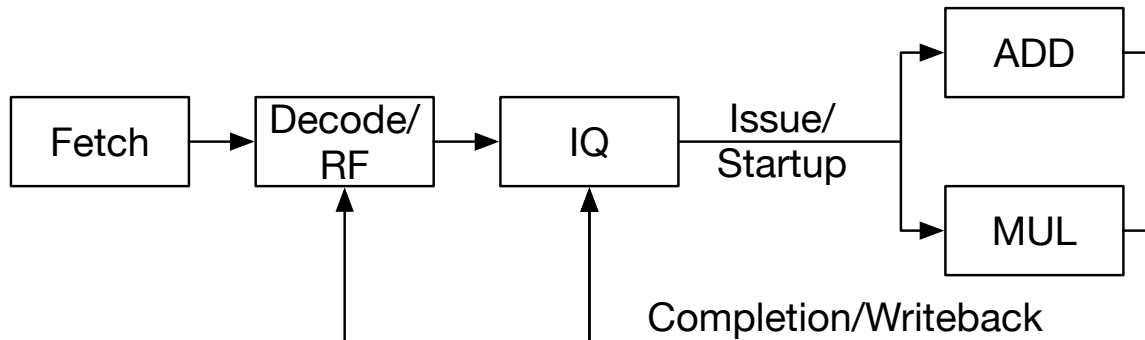 Fetch
Decode/
RF
IQ
Issue/
Startup
ADD
MUL
Completion/Writeback